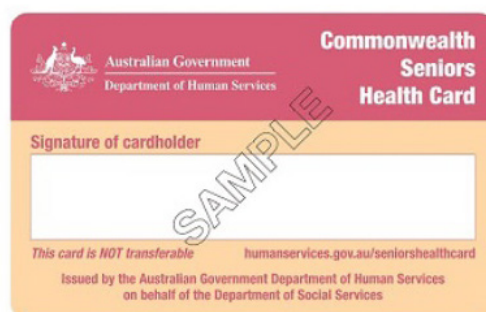 Australian Government
Department of Human Services
Commonwealth
Seniors
Health Card
Signature of cardholder
SAMPLE
This card is NOT transferable
humanservices.gov.au/seniorshealthcard
Issued by the Australian Government Department of Human Services
on behalf of the Department of Social Services